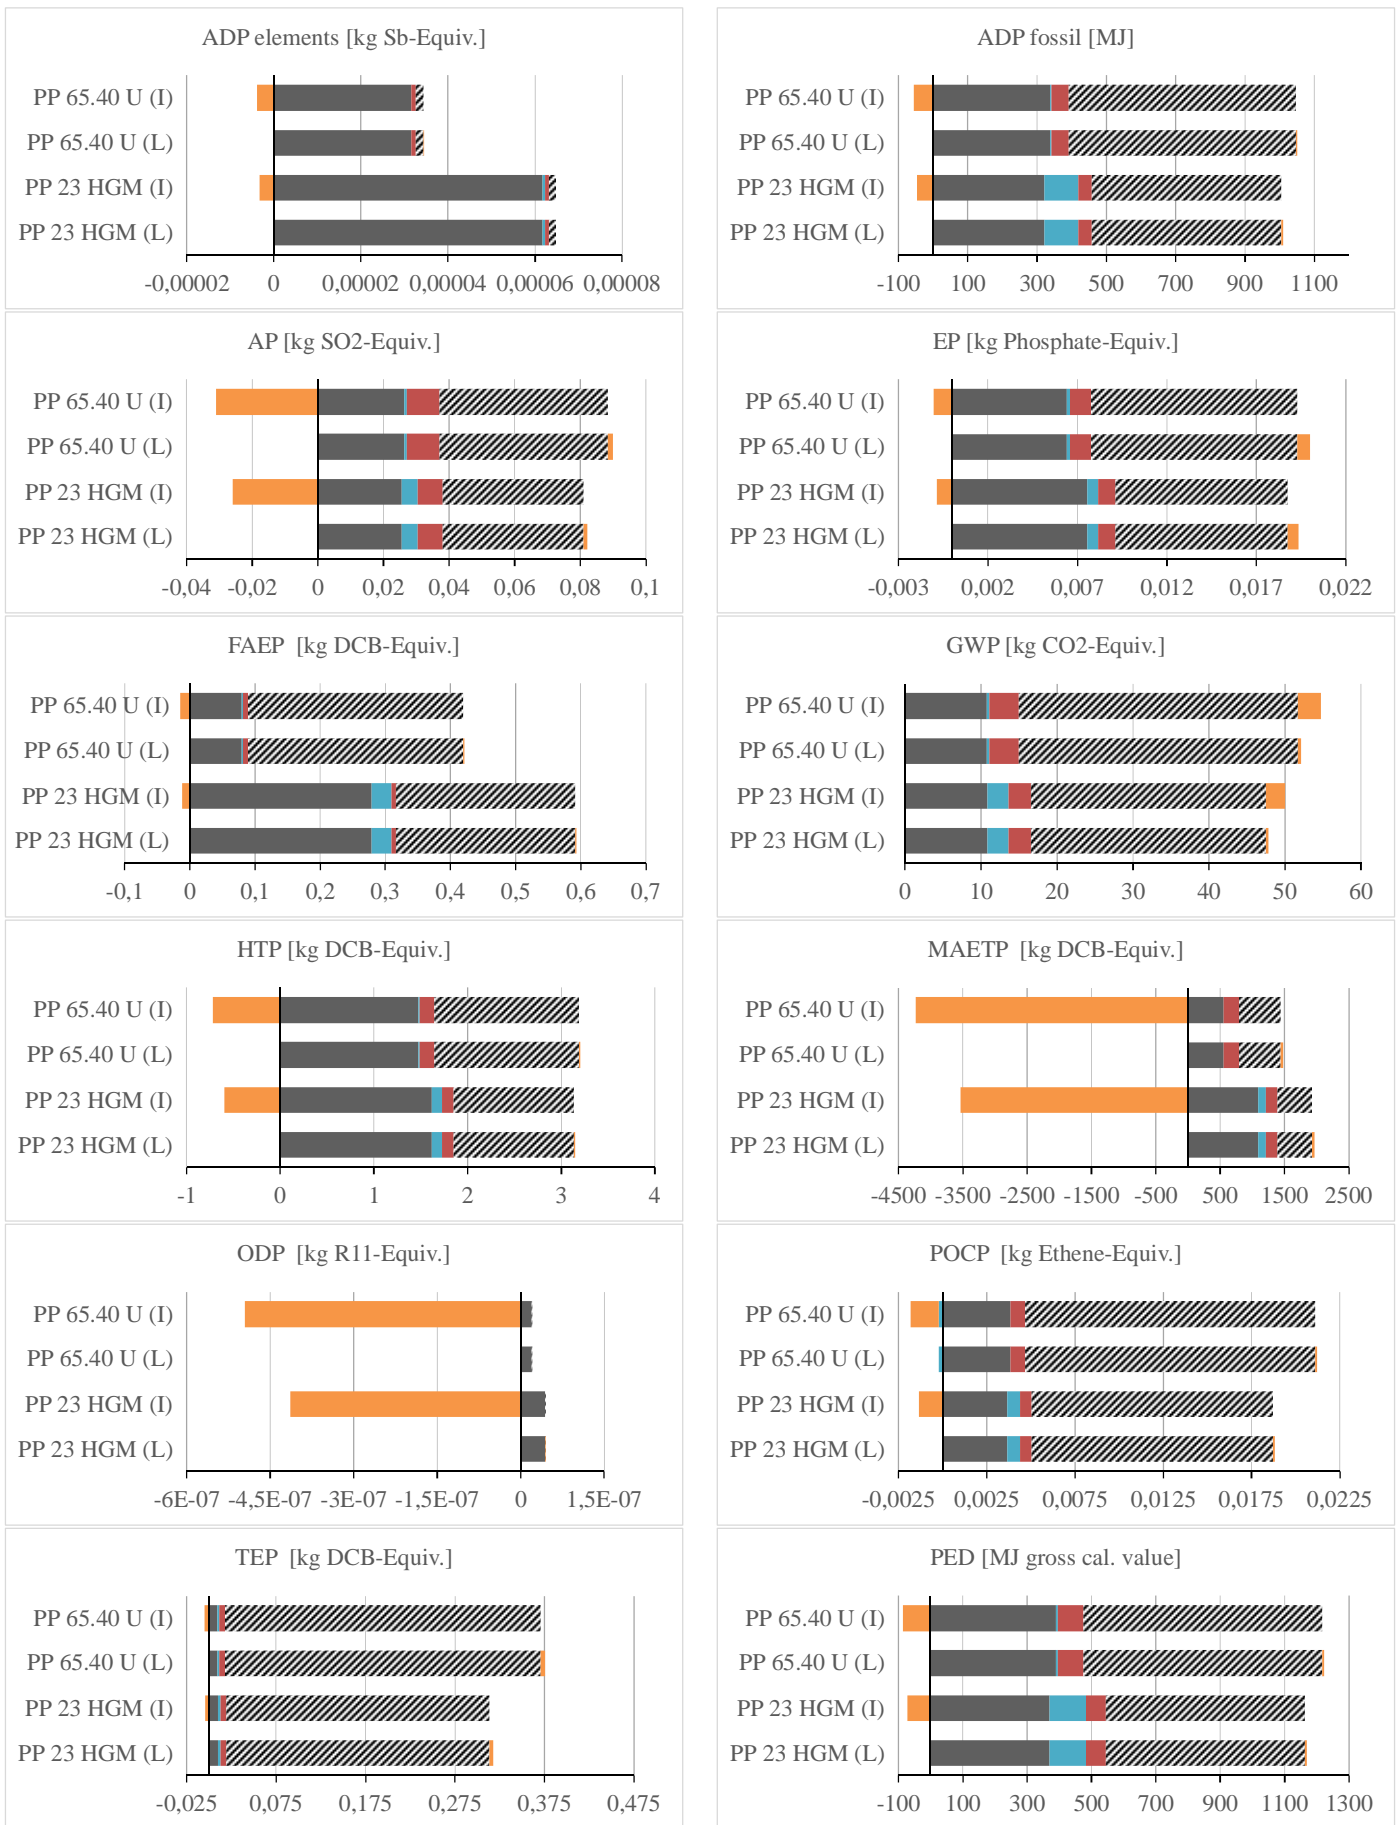 ADP elements [kg Sb-Equiv.]
PP 65.40 U (I)
PP 65.40 U (L)
PP 23 HGM (I)
PP 23 HGM (L)
-0,00002 0 0,00002 0,00004 0,00006 0,00008
ADP fossil [MJ]
PP 65.40 U (I)
PP 65.40 U (L)
PP 23 HGM (I)
PP 23 HGM (L)
-100 100 300 500 700 900 1100
AP [kg SO2-Equiv.]
PP 65.40 U (I)
PP 65.40 U (L)
PP 23 HGM (I)
PP 23 HGM (L)
-0,04 -0,02 0 0,02 0,04 0,06 0,08 0,1
EP [kg Phosphate-Equiv.]
PP 65.40 U (I)
PP 65.40 U (L)
PP 23 HGM (I)
PP 23 HGM (L)
-0,003 0,002 0,007 0,012 0,017 0,022
FAEP [kg DCB-Equiv.]
PP 65.40 U (I)
PP 65.40 U (L)
PP 23 HGM (I)
PP 23 HGM (L)
-0,1 0 0,1 0,2 0,3 0,4 0,5 0,6 0,7
GWP [kg CO2-Equiv.]
PP 65.40 U (I)
PP 65.40 U (L)
PP 23 HGM (I)
PP 23 HGM (L)
0 10 20 30 40 50 60
HTP [kg DCB-Equiv.]
PP 65.40 U (I)
PP 65.40 U (L)
PP 23 HGM (I)
PP 23 HGM (L)
-1 0 1 2 3 4
MAETP [kg DCB-Equiv.]
PP 65.40 U (I)
PP 65.40 U (L)
PP 23 HGM (I)
PP 23 HGM (L)
-4500 -3500 -2500 -1500 -500 500 1500 2500
ODP [kg R11-Equiv.]
PP 65.40 U (I)
PP 65.40 U (L)
PP 23 HGM (I)
PP 23 HGM (L)
-6E-07 -4,5E-07 -3E-07 -1,5E-07 0 1,5E-07
POCP [kg Ethene-Equiv.]
PP 65.40 U (I)
PP 65.40 U (L)
PP 23 HGM (I)
PP 23 HGM (L)
-0,0025 0,0025 0,0075 0,0125 0,0175 0,0225
TEP [kg DCB-Equiv.]
PP 65.40 U (I)
PP 65.40 U (L)
PP 23 HGM (I)
PP 23 HGM (L)
-0,025 0,075 0,175 0,275 0,375 0,475
PED [MJ gross cal. value]
PP 65.40 U (I)
PP 65.40 U (L)
PP 23 HGM (I)
PP 23 HGM (L)
-100 100 300 500 700 900 1100 1300